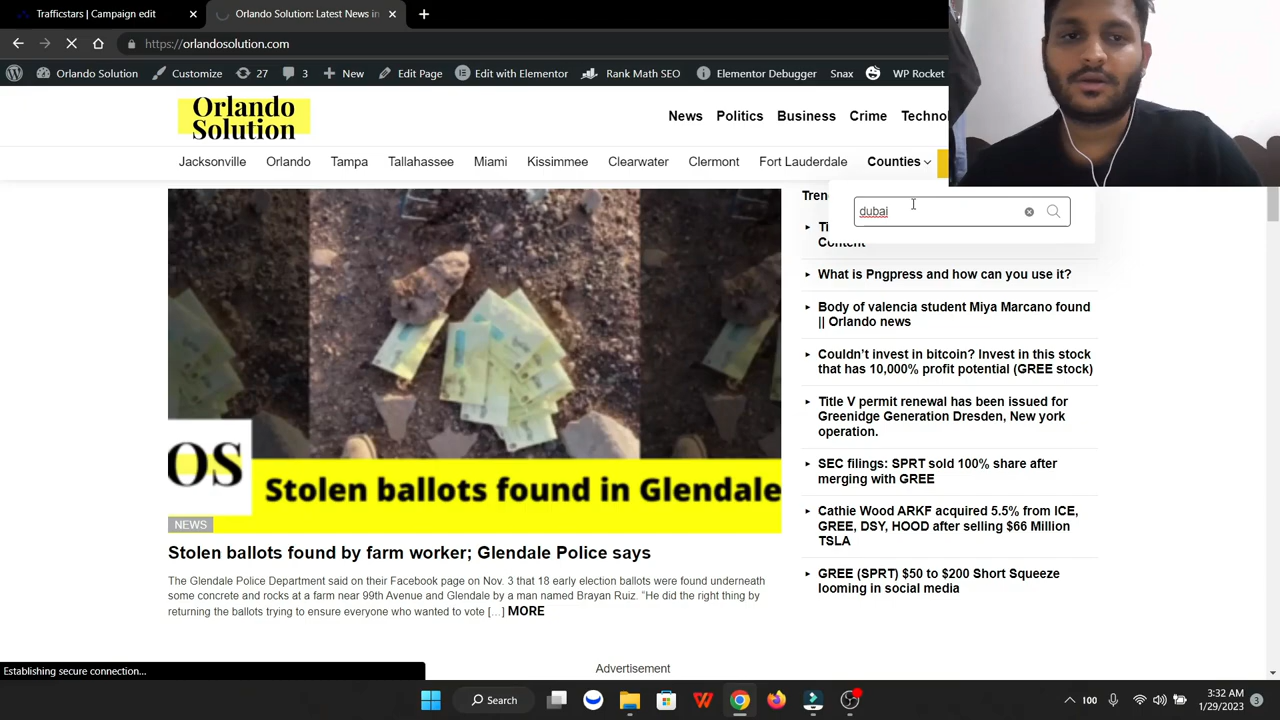 Trafficstars | Campaign edit
Orlando Solution: Latest News in
https://orlandosolution.com
Orlando Solution
Customize
27
3
New
Edit Page
Edit with Elementor
Rank Math SEO
Elementor Debugger
Snax
WP Rocket
Orlando
Solution
News Politics Business Crime
Jacksonville Orlando Tampa Tallahassee Miami Kissimmee Clearwater Clermont Fort Lauderdale Counties
dubai
Content
What is Pngpress and how can you use it?
Body of valencia student Miya Marcano found
|| Orlando news
Couldn’t invest in bitcoin? Invest in this stock
that has 10,000% profit potential (GREE stock)
Title V permit renewal has been issued for
Greenidge Generation Dresden, New york
operation.
SEC filings: SPRT sold 100% share after
merging with GREE
Cathie Wood ARKF acquired 5.5% from ICE,
GREE, DSY, HOOD after selling $66 Million
TSLA
GREE (SPRT) $50 to $200 Short Squeeze
looming in social media
OS
Stolen ballots found in Glendale
NEWS
Stolen ballots found by farm worker; Glendale Police says
The Glendale Police Department said on their Facebook page on Nov. 3 that 18 early election ballots were found underneath
some concrete and rocks at a farm near 99th Avenue and Glendale by a man named Brayan Ruiz. “He did the right thing by
returning the ballots trying to ensure everyone who wanted to vote […] MORE
Advertisement
Establishing secure connection...
Search
100
3:32 AM
1/29/2023
3